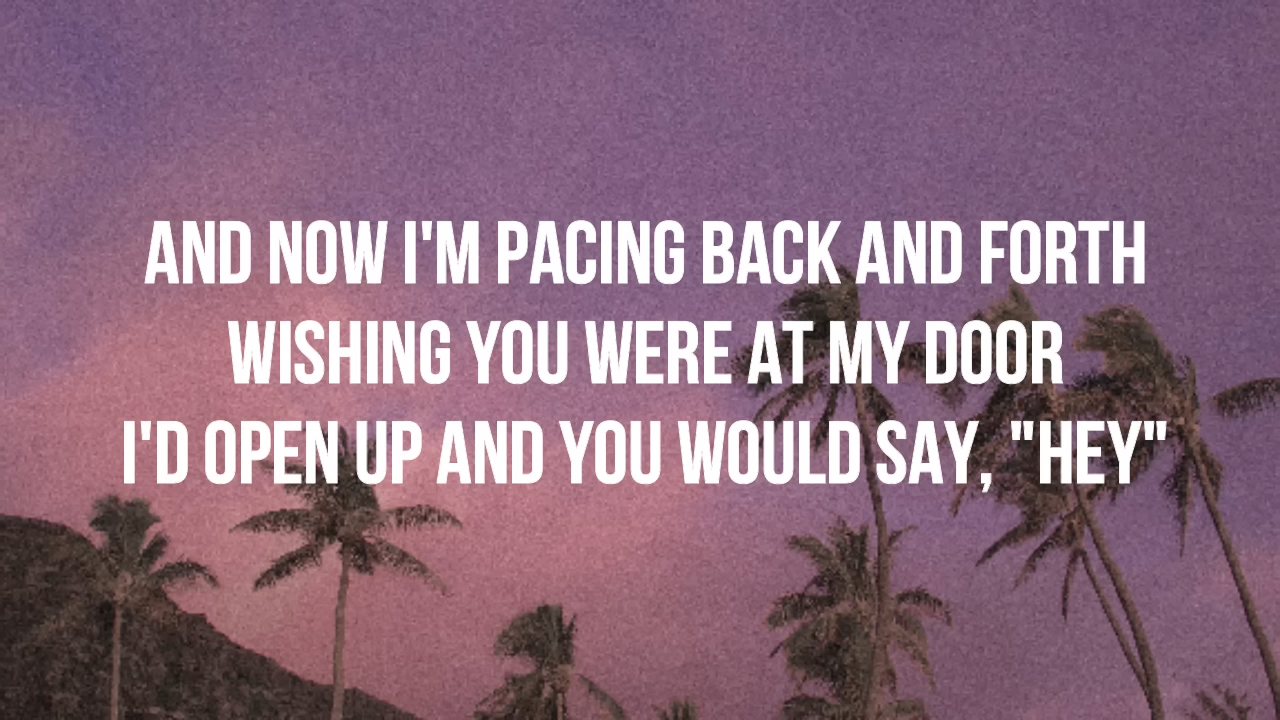 AND NOW I'M PACING BACK AND FORTH
WISHING YOU WERE AT MY DOOR
I'D OPEN UP AND YOU WOULD SAY, "HEY"